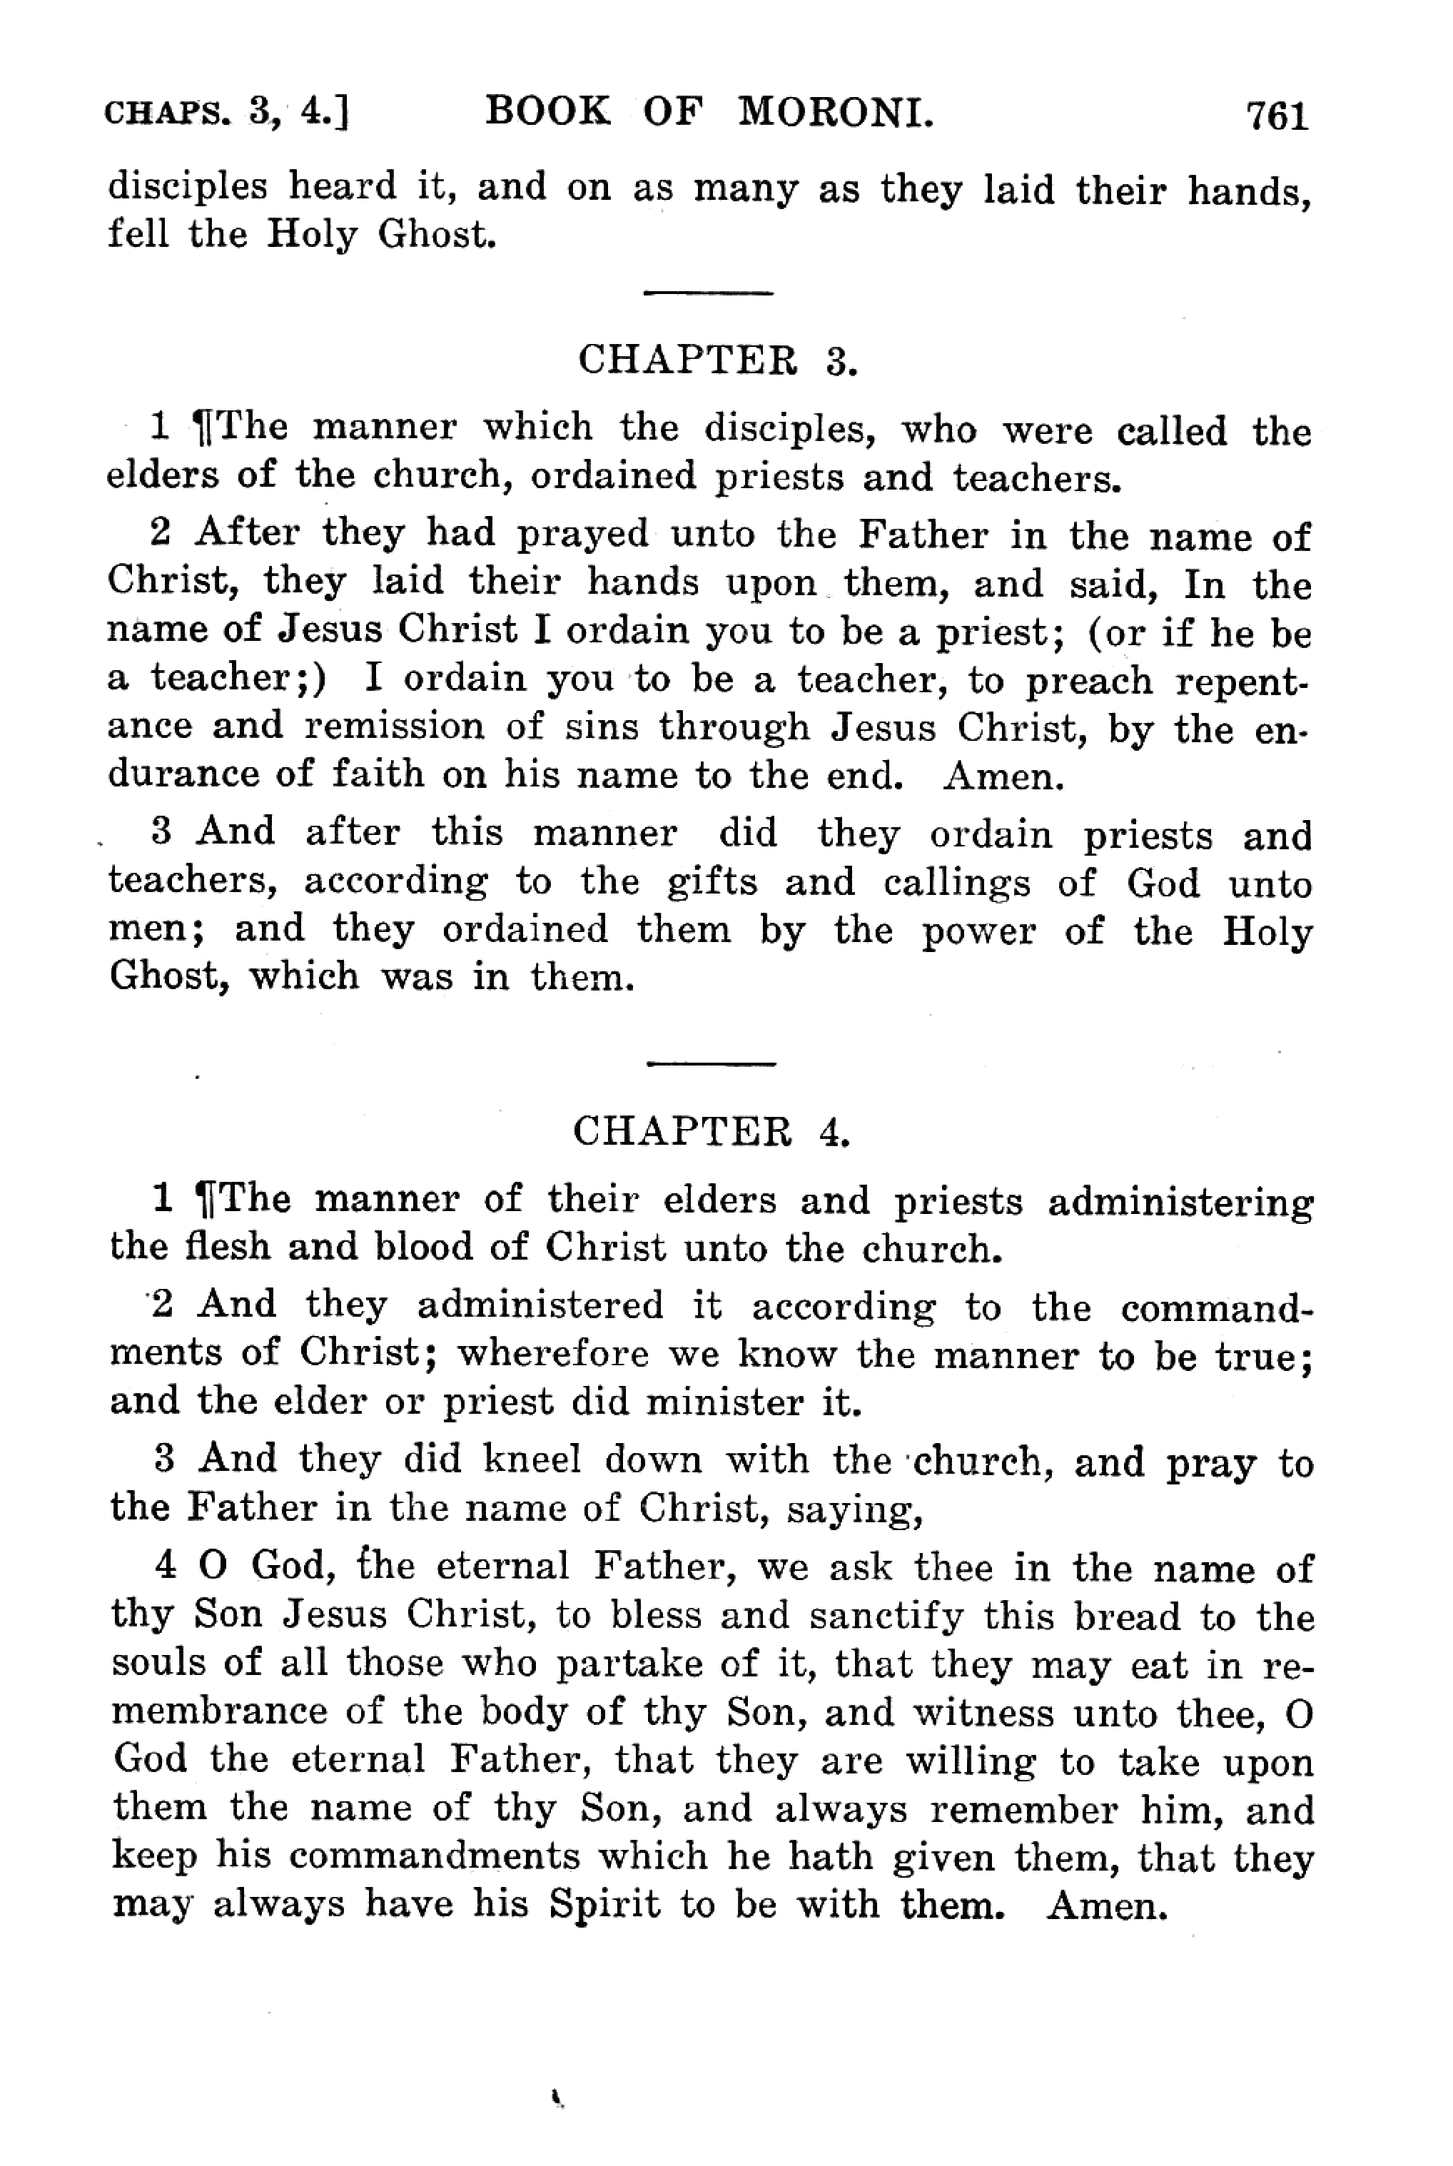 CHAPS. 3, 4.] BOOK OF MORONI. 761
disciples heard it, and on as many as they laid their hands,
fell the Holy Ghost.
CHAPTER 3.
1 ¶The manner which the disciples, who were called the
elders of the church, ordained priests and teachers.
2 After they had prayed unto the Father in the name of
Christ, they laid their hands upon them, and said, In the
name of Jesus Christ I ordain you to be a priest; (or if he be
a teacher;) I ordain you to be a teacher, to preach repent-
ance and remission of sins through Jesus Christ, by the en-
durance of faith on his name to the end. Amen.
3 And after this manner did they ordain priests and
teachers, according to the gifts and callings of God unto
men; and they ordained them by the power of the Holy
Ghost, which was in them.
CHAPTER 4.
1 ¶The manner of their elders and priests administering
the flesh and blood of Christ unto the church.
2 And they administered it according to the command-
ments of Christ; wherefore we know the manner to be true;
and the elder or priest did minister it.
3 And they did kneel down with the church, and pray to
the Father in the name of Christ, saying,
4 O God, the eternal Father, we ask thee in the name of
thy Son Jesus Christ, to bless and sanctify this bread to the
souls of all those who partake of it, that they may eat in re-
membrance of the body of thy Son, and witness unto thee, O
God the eternal Father, that they are willing to take upon
them the name of thy Son, and always remember him, and
keep his commandments which he hath given them, that they
may always have his Spirit to be with them. Amen.